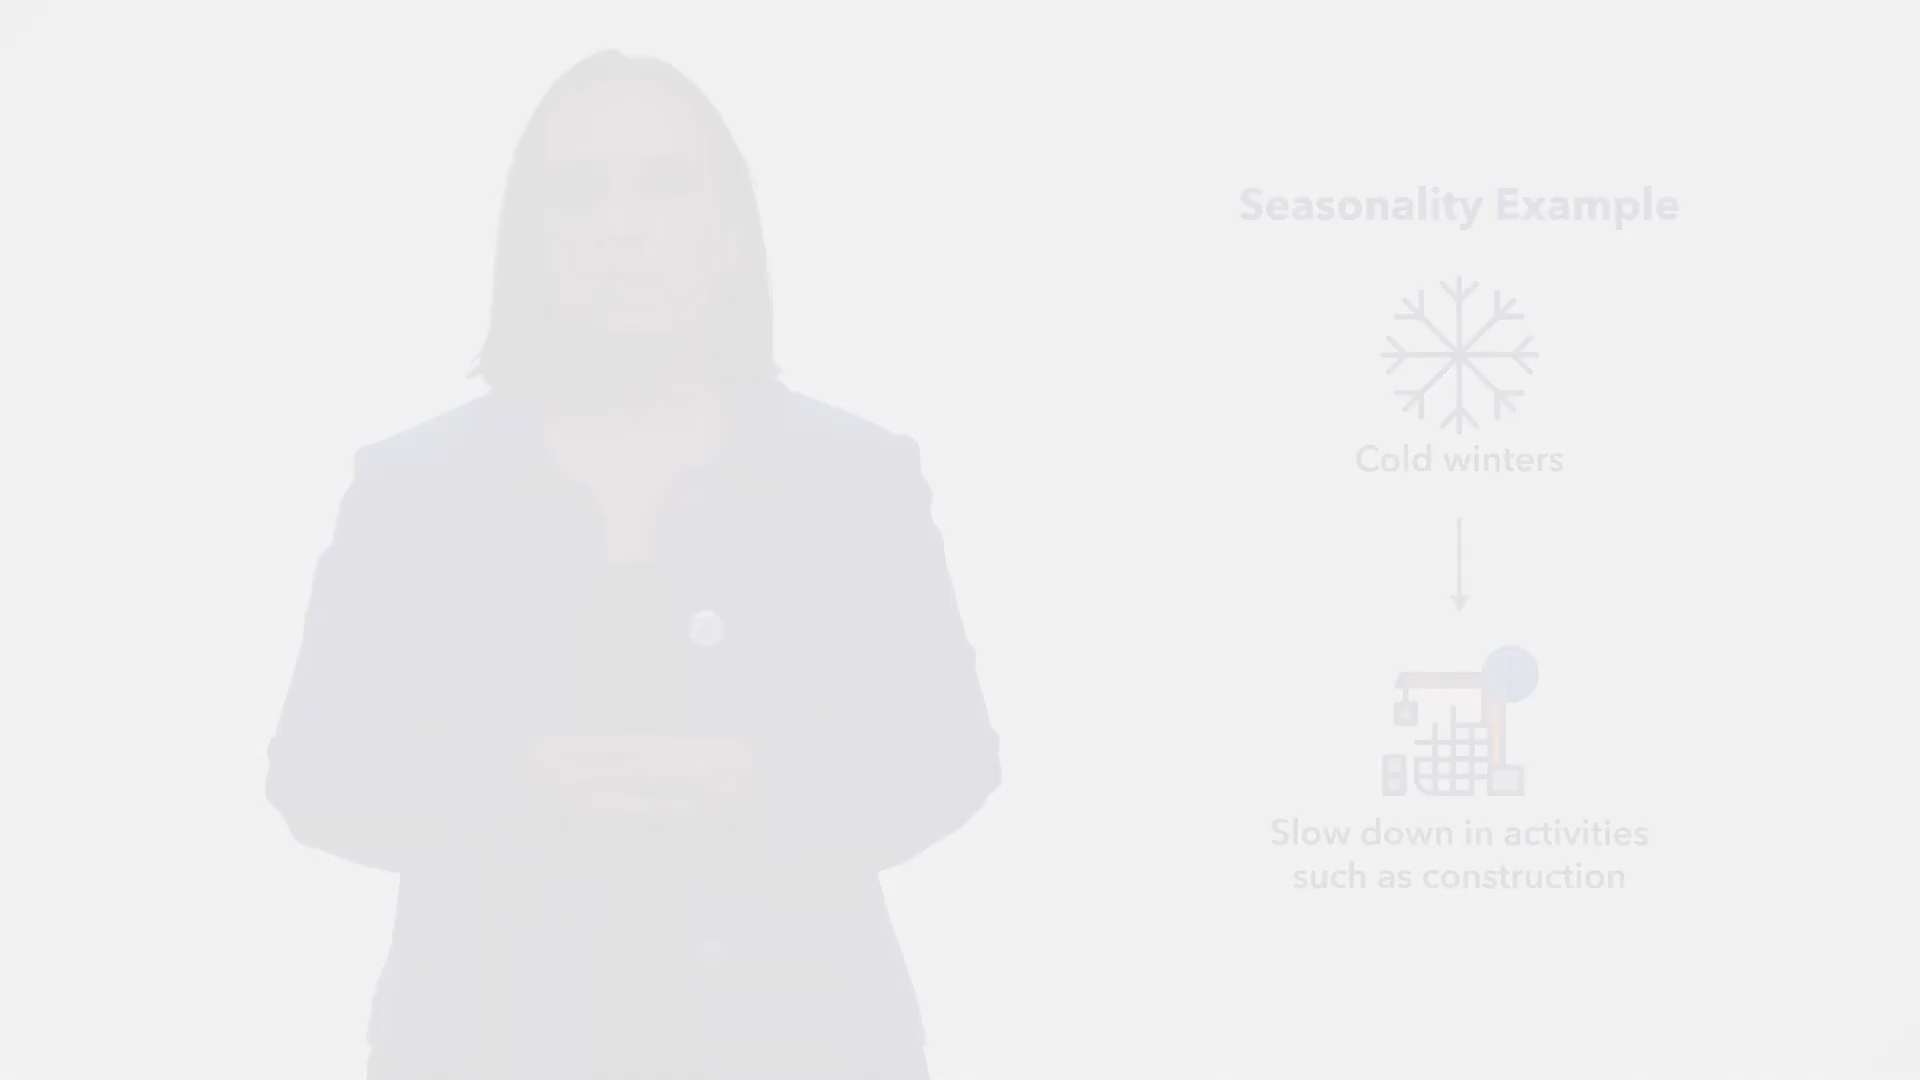 Seasonality Example
Cold winters
Slow down in activities
such as construction